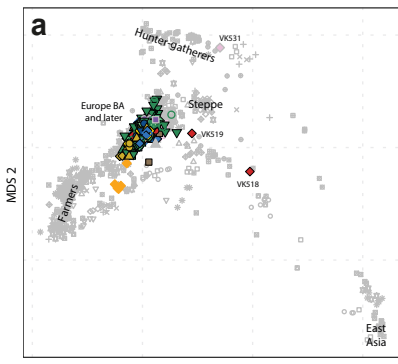 a
Hunter-gatherers
VKS31
Steppe
Europe BA
and later
VKS19
VKS18
MDS 2
Farmers
East
Asia